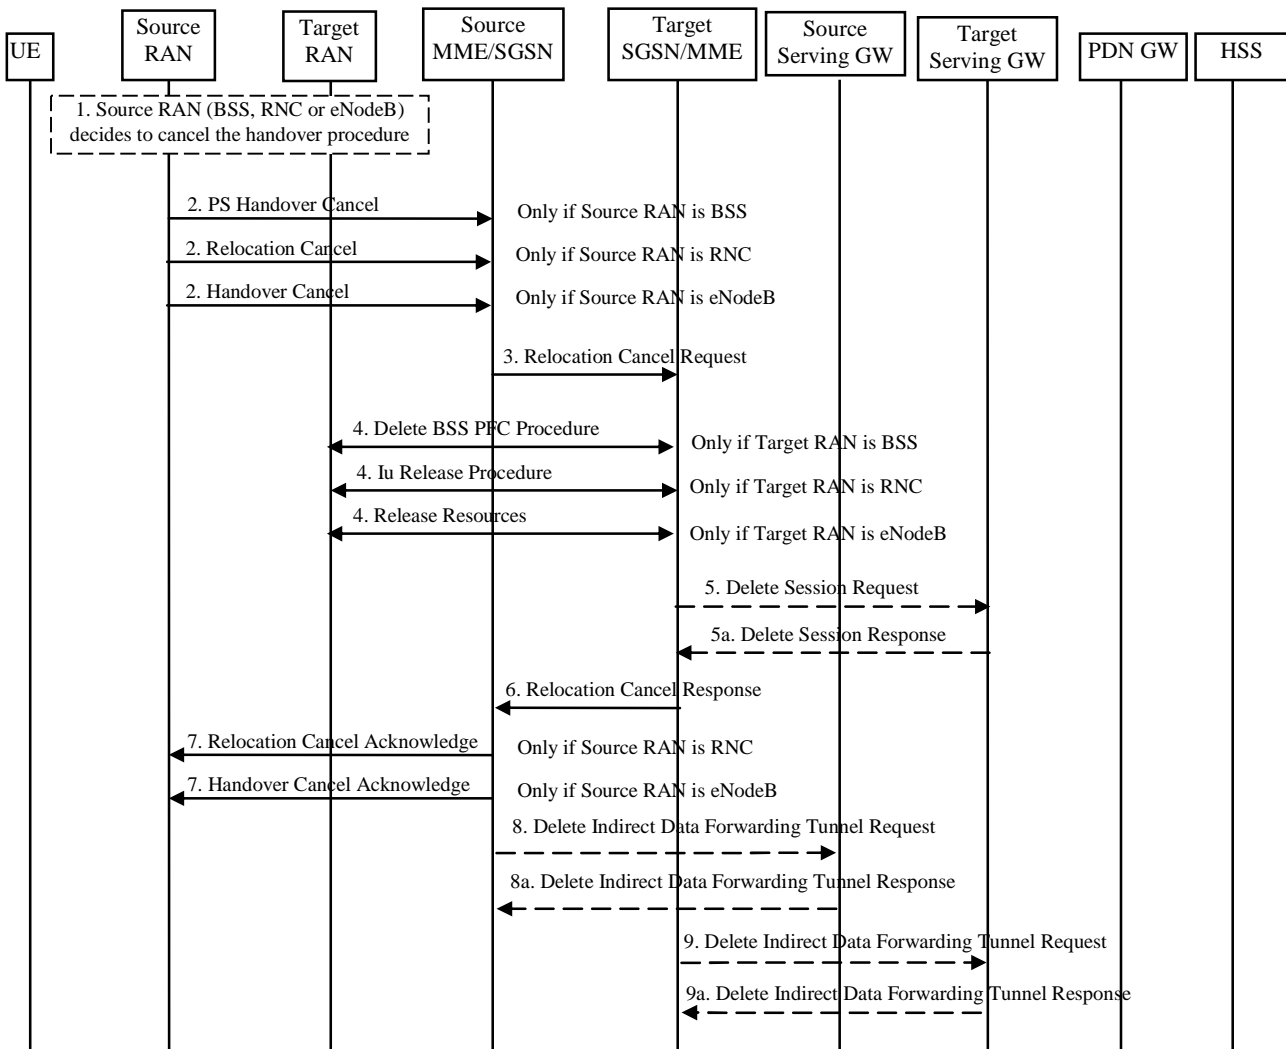 UE
Source
RAN
Target
RAN
Source
MME/SGSN
Target
SGSN/MME
Source
Serving GW
Target
Serving GW
PDN GW
HSS
1. Source RAN (BSS, RNC or eNodeB)
decides to cancel the handover procedure
2. PS Handover Cancel
Only if Source RAN is BSS
2. Relocation Cancel
Only if Source RAN is RNC
2. Handover Cancel
Only if Source RAN is eNodeB
3. Relocation Cancel Request
4. Delete BSS PFC Procedure
Only if Target RAN is BSS
4. Iu Release Procedure
Only if Target RAN is RNC
4. Release Resources
Only if Target RAN is eNodeB
5. Delete Session Request
5a. Delete Session Response
6. Relocation Cancel Response
7. Relocation Cancel Acknowledge
Only if Source RAN is RNC
7. Handover Cancel Acknowledge
Only if Source RAN is eNodeB
8. Delete Indirect Data Forwarding Tunnel Request
8a. Delete Indirect Data Forwarding Tunnel Response
9. Delete Indirect Data Forwarding Tunnel Request
9a. Delete Indirect Data Forwarding Tunnel Response